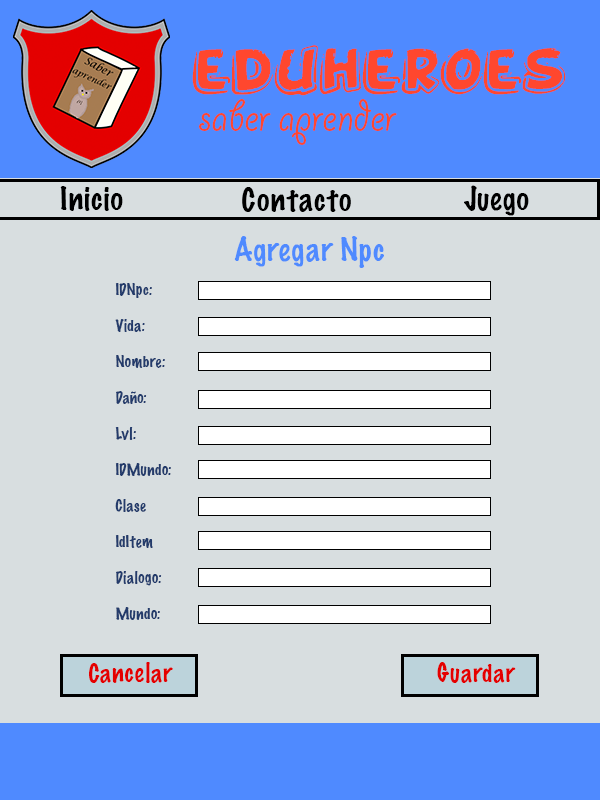 Saber
aprender
EDUHEROES
saber aprender
Inicio Contacto Juego
Agregar Npc
IDNpc:
Vida:
Nombre:
Daño:
Lvl:
IDMundo:
Clase
IdItem
Dialogo:
Mundo:
Cancelar Guardar